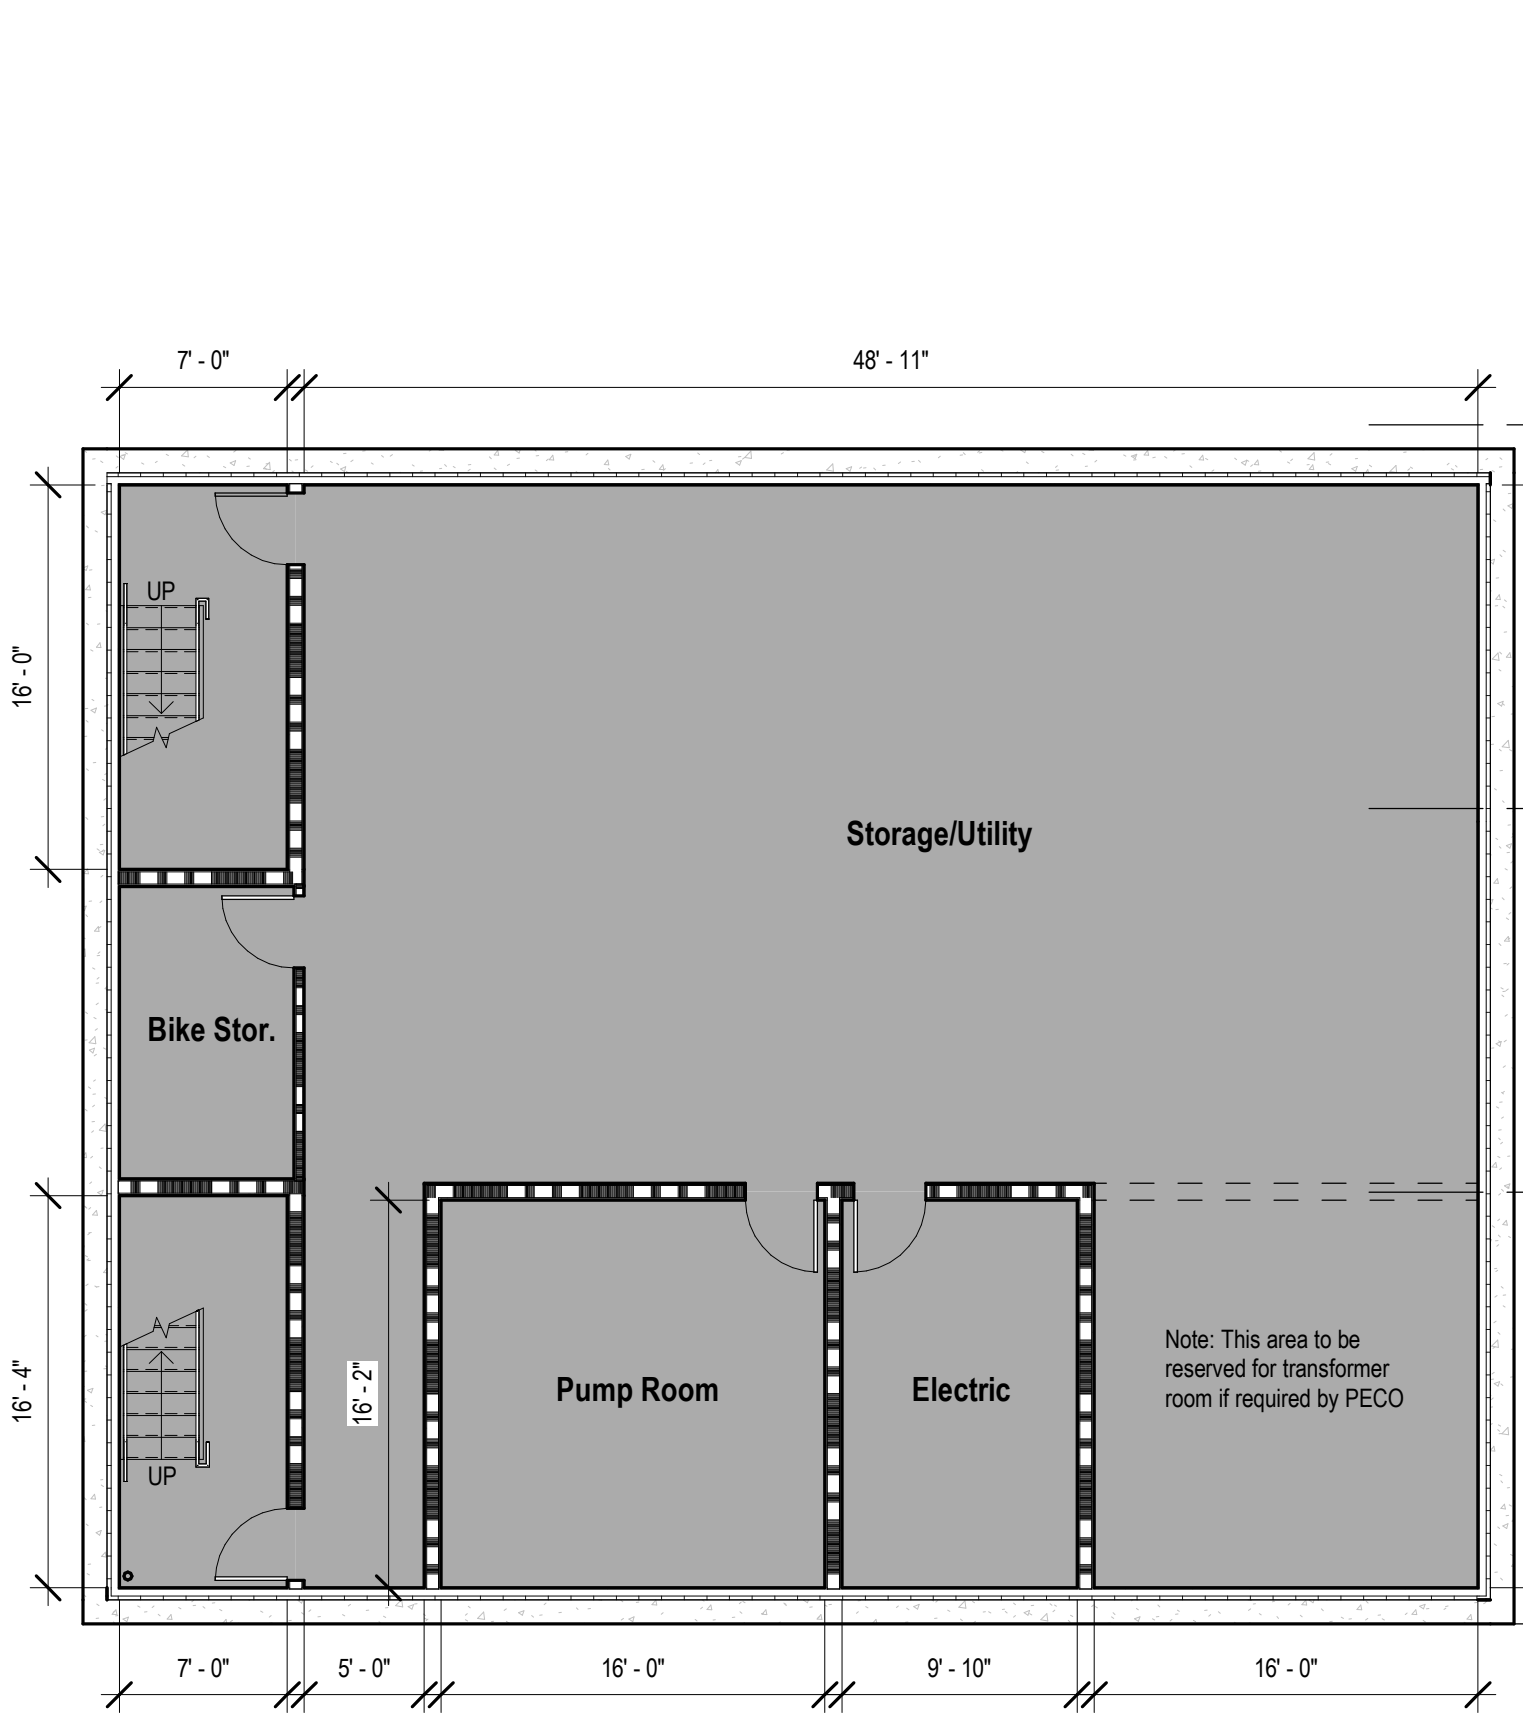 7' - 0"
48' - 11"
UP
16' - 0"
Storage/Utility
Bike Stor.
16' - 4"
16' - 2"
Pump Room
Electric
Note: This area to be
reserved for transformer
room if required by PECO
UP
7' - 0"
5' - 0"
16' - 0"
9' - 10"
16' - 0"